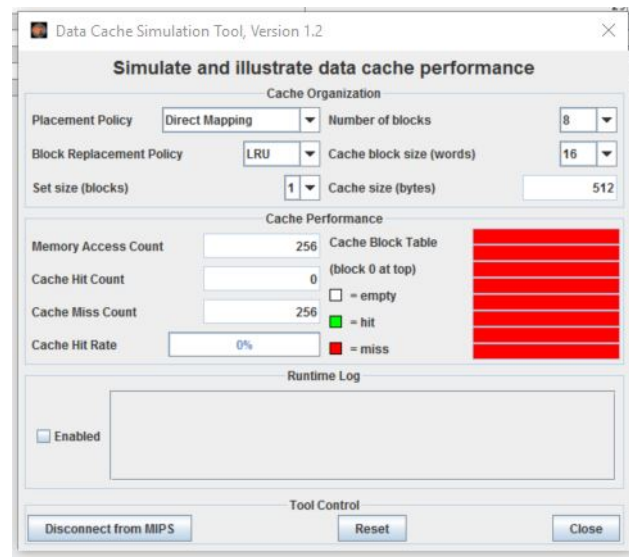 Data Cache Simulation Tool, Version 1.2
Simulate and illustrate data cache performance
Cache Organization
Placement Policy Direct Mapping Number of blocks 8
Block Replacement Policy LRU Cache block size (words) 16
Set size (blocks) 1 Cache size (bytes) 512
Cache Performance
Memory Access Count 256 Cache Block Table
(block 0 at top)
Cache Hit Count 0
= empty
Cache Miss Count 256
= hit
Cache Hit Rate 0%
= miss
Runtime Log
Enabled
Tool Control
Disconnect from MIPS Reset Close